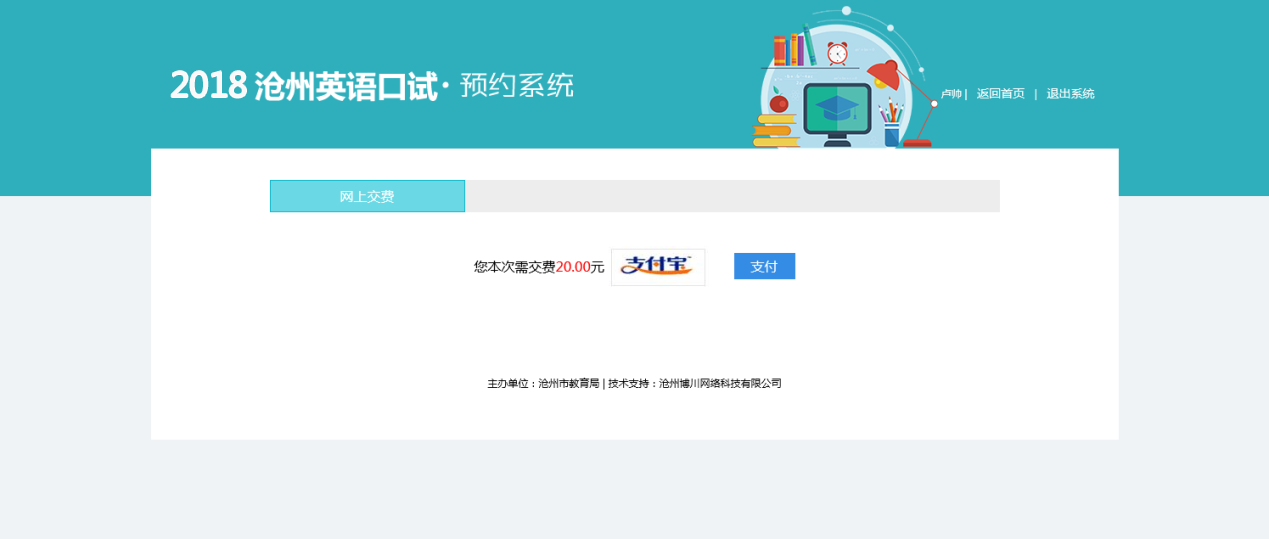 2018 沧州英语口试·预约系统
卢帅 | 返回首页 | 退出系统
网上交费
您本次需交费20.00元 支付宝 支付
主办单位：沧州市教育局 | 技术支持：沧州博川网络科技有限公司